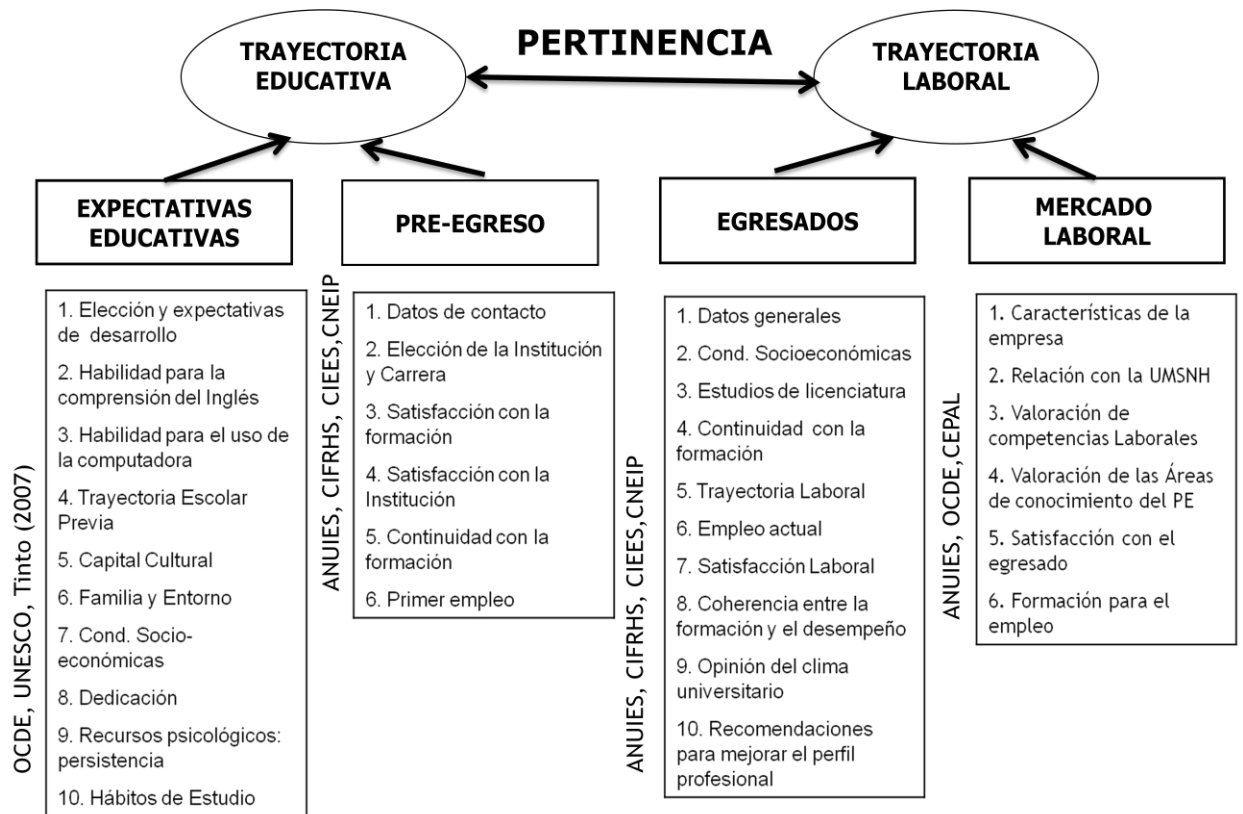 PERTINENCIA
TRAYECTORIA
EDUCATIVA
TRAYECTORIA
LABORAL
EXPECTATIVAS
EDUCATIVAS
PRE-EGRESO
EGRESADOS
MERCADO
LABORAL
OCDE, UNESCO, Tinto (2007)
1. Elección y expectativas
de desarrollo
2. Habilidad para la
comprensión del Inglés
3. Habilidad para el uso de
la computadora
4. Trayectoria Escolar
Previa
5. Capital Cultural
6. Familia y Entorno
7. Cond. Socio-
económicas
8. Dedicación
9. Recursos psicológicos:
persistencia
10. Hábitos de Estudio
ANUIES, CIFRHS, CIEES,CNEIP
1. Datos de contacto
2. Elección de la Institución
y Carrera
3. Satisfacción con la
formación
4. Satisfacción con la
Institución
5. Continuidad con la
formación
6. Primer empleo
ANUIES, CIFRHS, CIEES,CNEIP
1. Datos generales
2. Cond. Socioeconómicas
3. Estudios de licenciatura
4. Continuidad con la
formación
5. Trayectoria Laboral
6. Empleo actual
7. Satisfacción Laboral
8. Coherencia entre la
formación y el desempeño
9. Opinión del clima
universitario
10. Recomendaciones
para mejorar el perfil
profesional
ANUIES, OCDE,CEPAL
1. Características de la
empresa
2. Relación con la UMSNH
3. Valoración de
competencias Laborales
4. Valoración de las Áreas
de conocimiento del PE
5. Satisfacción con el
egresado
6. Formación para el
empleo